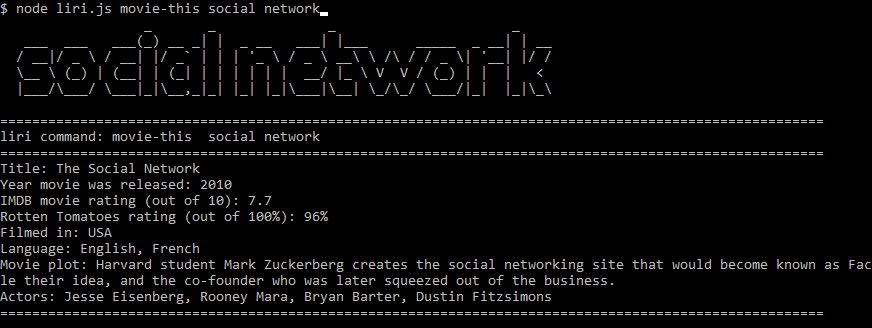 $ node liri.js movie-this social network
social network
================================================================================================
liri command: movie-this  social network
================================================================================================
Title: The Social Network
Year movie was released: 2010
IMDB movie rating (out of 10): 7.7
Rotten Tomatoes rating (out of 100%): 96%
Filmed in: USA
Language: English, French
Movie plot: Harvard student Mark Zuckerberg creates the social networking site that would become known as Fac
le their idea, and the co-founder who was later squeezed out of the business.
Actors: Jesse Eisenberg, Rooney Mara, Bryan Barter, Dustin Fitzsimons
================================================================================================